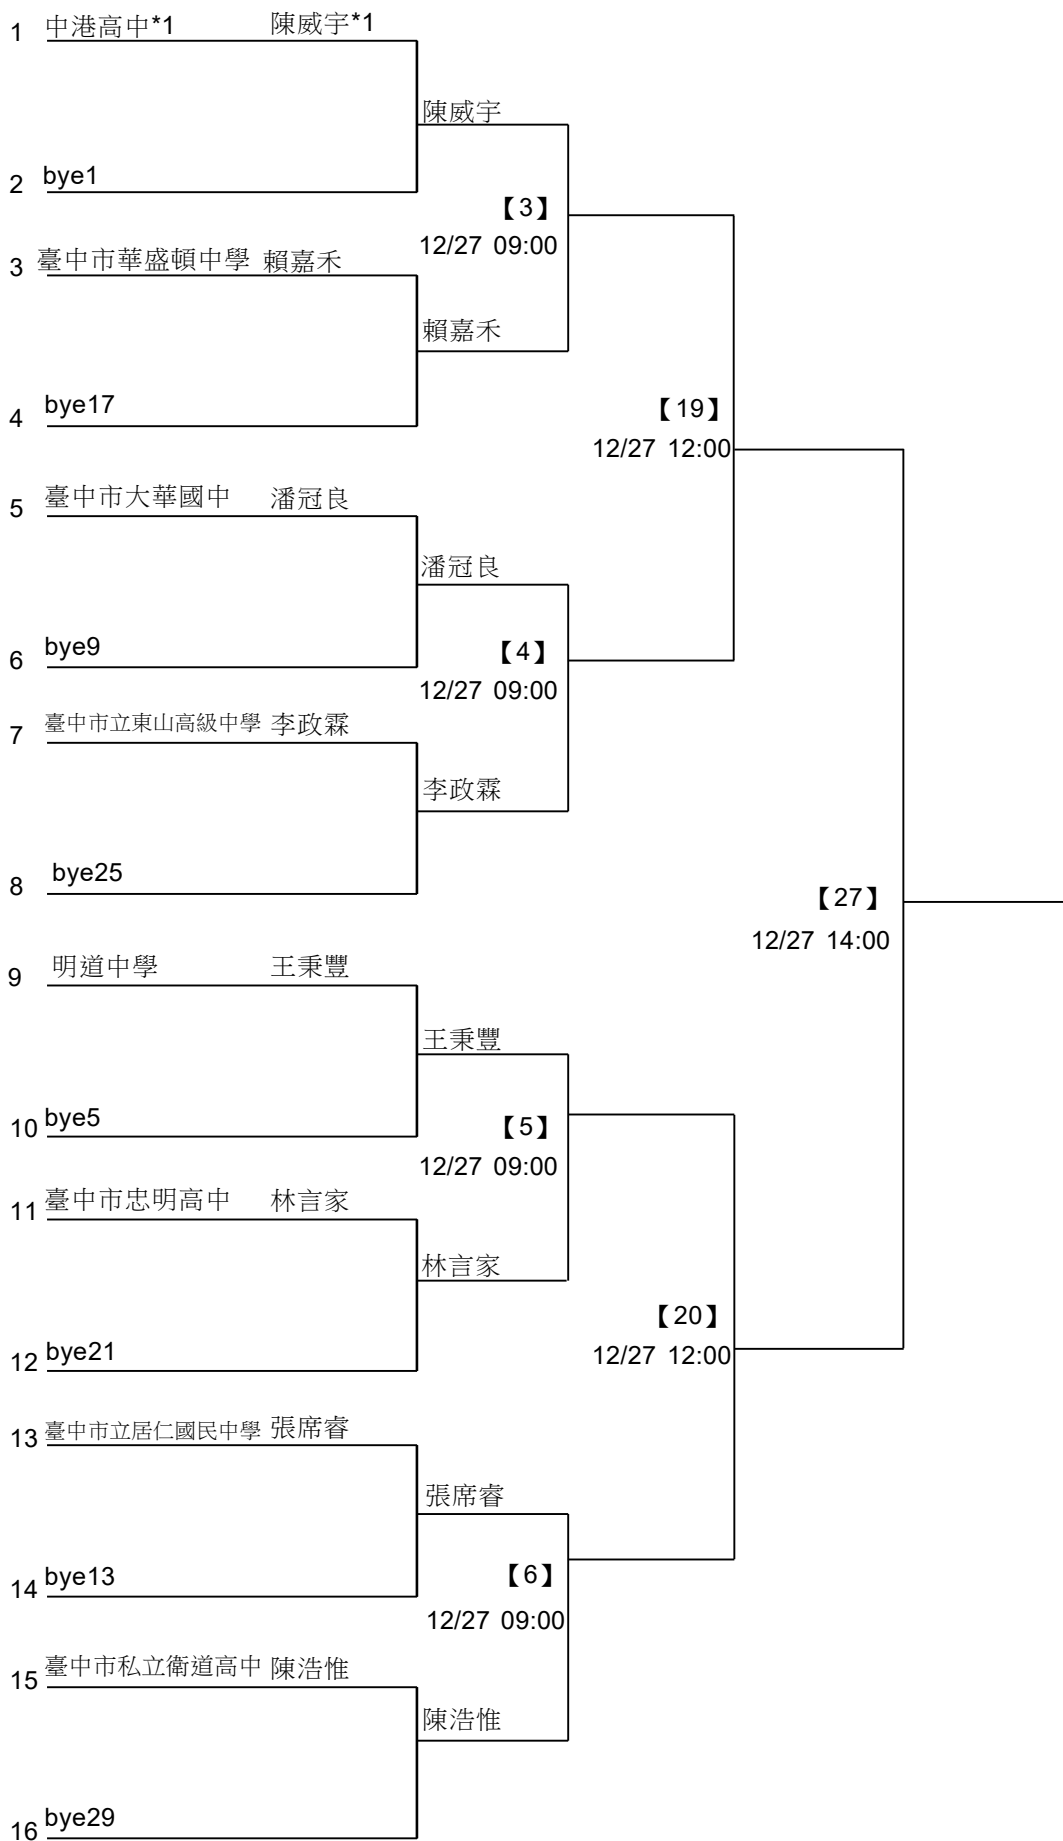 1 中港高中*1 陳威宇*1
陳威宇
2 bye1
【3】
12/27 09:00
3 臺中市華盛頓中學 賴嘉禾
賴嘉禾
4 bye17
【19】
12/27 12:00
5 臺中市大華國中 潘冠良
潘冠良
6 bye9
【4】
12/27 09:00
7 臺中市立東山高級中學 李政霖
李政霖
8 bye25
【27】
12/27 14:00
9 明道中學 王秉豐
王秉豐
10 bye5
【5】
12/27 09:00
11 臺中市忠明高中 林言家
林言家
12 bye21
【20】
12/27 12:00
13 臺中市立居仁國民中學 張席睿
張席睿
14 bye13
【6】
12/27 09:00
15 臺中市私立衛道高中 陳浩惟
陳浩惟
16 bye29